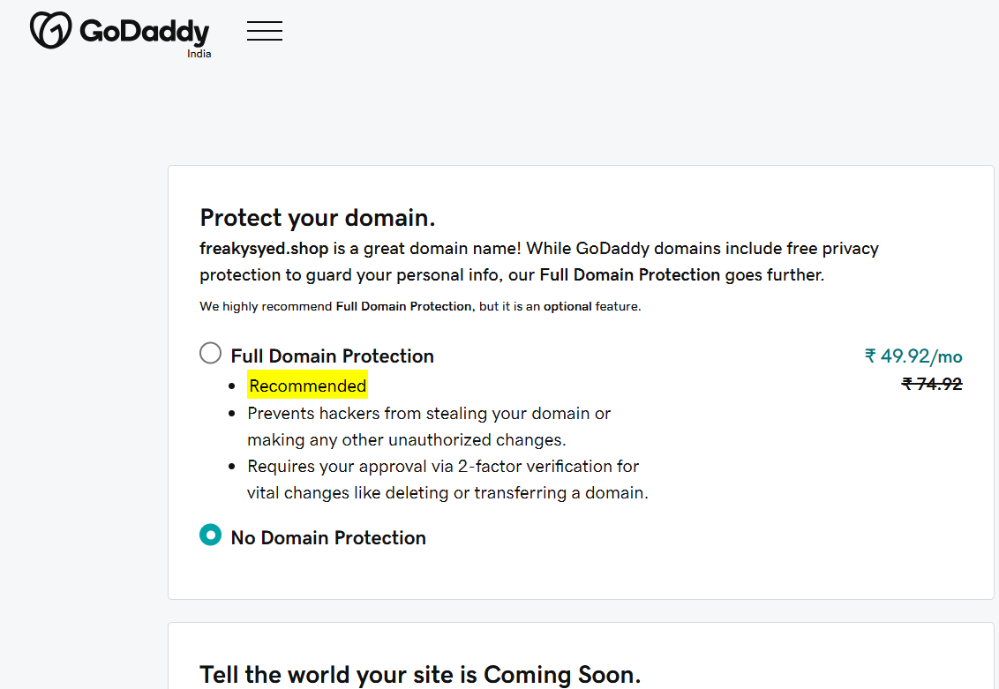 GoDaddy
India
Protect your domain.
freakysyed.shop is a great domain name! While GoDaddy domains include free privacy
protection to guard your personal info, our Full Domain Protection goes further.
We highly recommend Full Domain Protection, but it is an optional feature.
Full Domain Protection
₹ 49.92/mo
Recommended
₹ 74.92
Prevents hackers from stealing your domain or
making any other unauthorized changes.
Requires your approval via 2-factor verification for
vital changes like deleting or transferring a domain.
No Domain Protection
Tell the world your site is Coming Soon.